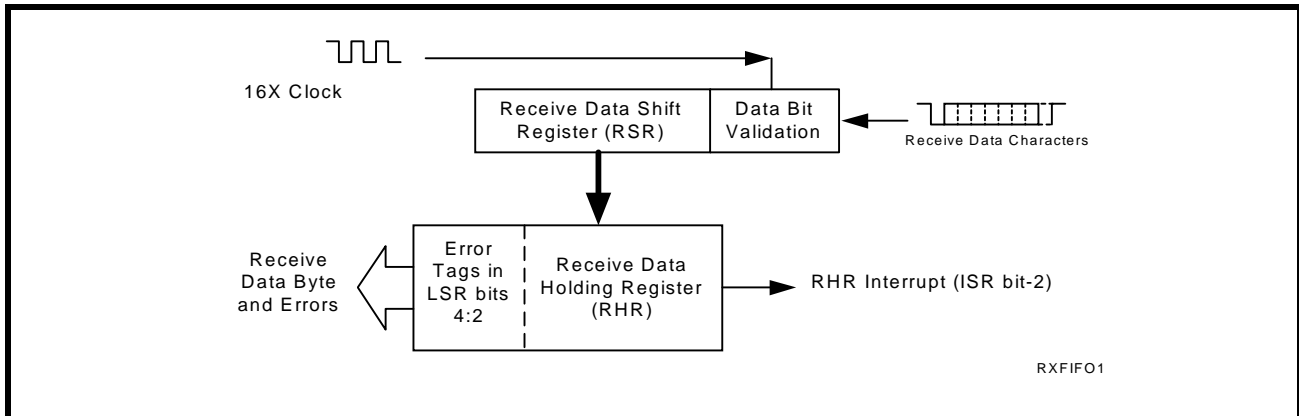 16X Clock
Receive Data Shift
Register (RSR)
Data Bit
Validation
Receive Data Characters
Receive
Data Byte
and Errors
Error
Tags in
LSR bits
4:2
Receive Data
Holding Register
(RHR)
RHR Interrupt (ISR bit-2)
RXFIFO1